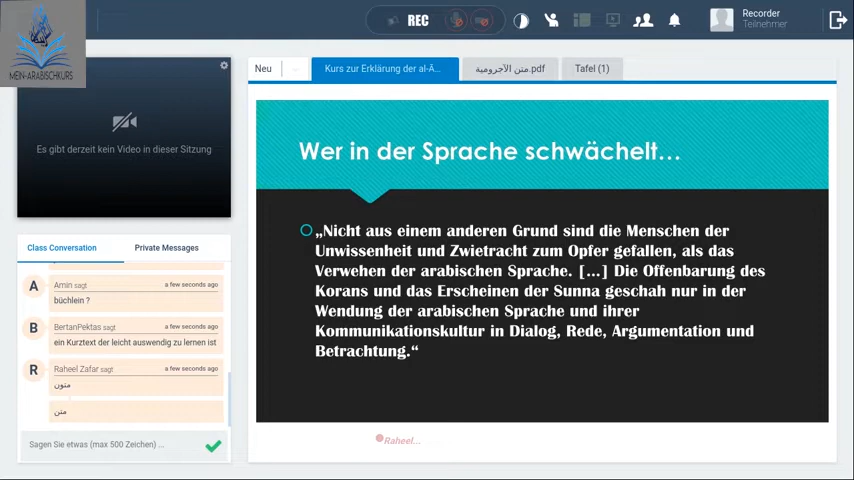 MEIN-ARABISCHKURS
REC
Recorder
Teilnehmer
Es gibt derzeit kein Video in dieser Sitzung
Neu
Kurs zur Erklärung der al-Ā...
متن الآجرومية.pdf
Tafel (1)
Wer in der Sprache schwächelt…
„Nicht aus einem anderen Grund sind die Menschen der
Unwissenheit und Zwietracht zum Opfer gefallen, als das
Verwehen der arabischen Sprache. […] Die Offenbarung des
Korans und das Erscheinen der Sunna geschah nur in der
Wendung der arabischen Sprache und ihrer
Kommunikationskultur in Dialog, Rede, Argumentation und
Betrachtung.“
Raheel...
Class Conversation
Private Messages
A
Amin sagt
a few seconds ago
büchlein ?
B
BertanPektas sagt
a few seconds ago
ein Kurztext der leicht auswendig zu lernen ist
R
Raheel Zafar sagt
a few seconds ago
متون
متن
Sagen Sie etwas (max 500 Zeichen) ...